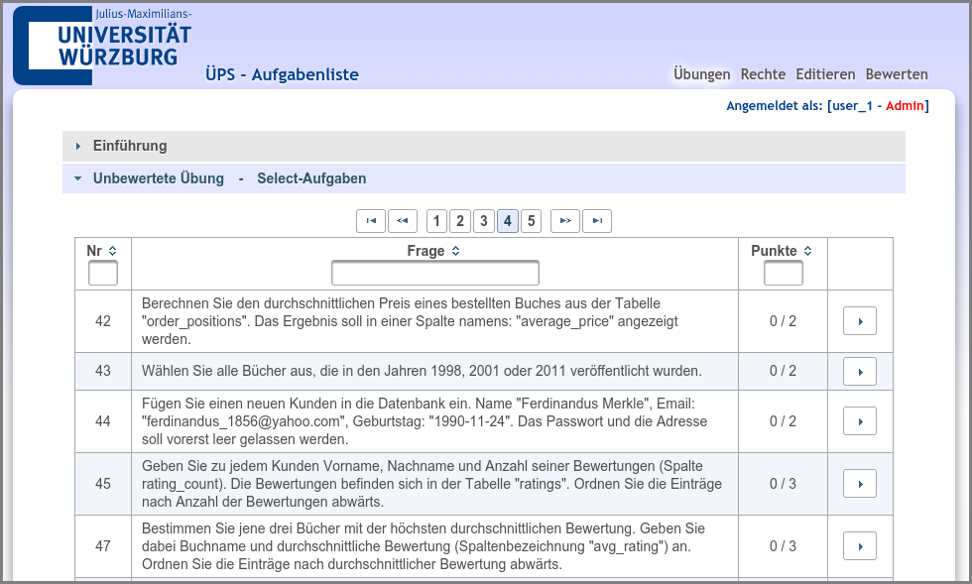 Julius-Maximilians-
UNIVERSITÄT
WÜRZBURG
ÜPS - Aufgabenliste
Übungen Rechte Editieren Bewerten
Angemeldet als: [user_1 - Admin]
Einführung
Unbewertete Übung - Select-Aufgaben
1 2 3 4 5
Nr Frage Punkte
42 Berechnen Sie den durchschnittlichen Preis eines bestellten Buches aus der Tabelle
"order_positions". Das Ergebnis soll in einer Spalte namens: "average_price" angezeigt
werden. 0 / 2
43 Wählen Sie alle Bücher aus, die in den Jahren 1998, 2001 oder 2011 veröffentlicht wurden. 0 / 2
44 Fügen Sie einen neuen Kunden in die Datenbank ein. Name "Ferdinandus Merkle", Email:
"ferdinandus_1856@yahoo.com", Geburtstag: "1990-11-24". Das Passwort und die Adresse
soll vorerst leer gelassen werden. 0 / 2
45 Geben Sie zu jedem Kunden Vorname, Nachname und Anzahl seiner Bewertungen (Spalte
rating_count). Die Bewertungen befinden sich in der Tabelle "ratings". Ordnen Sie die Einträge
nach Anzahl der Bewertungen abwärts. 0 / 3
47 Bestimmen Sie jene drei Bücher mit der höchsten durchschnittlichen Bewertung. Geben Sie
dabei Buchname und durchschnittliche Bewertung (Spaltenbezeichnung "avg_rating") an.
Ordnen Sie die Einträge nach durchschnittlicher Bewertung abwärts. 0 / 3